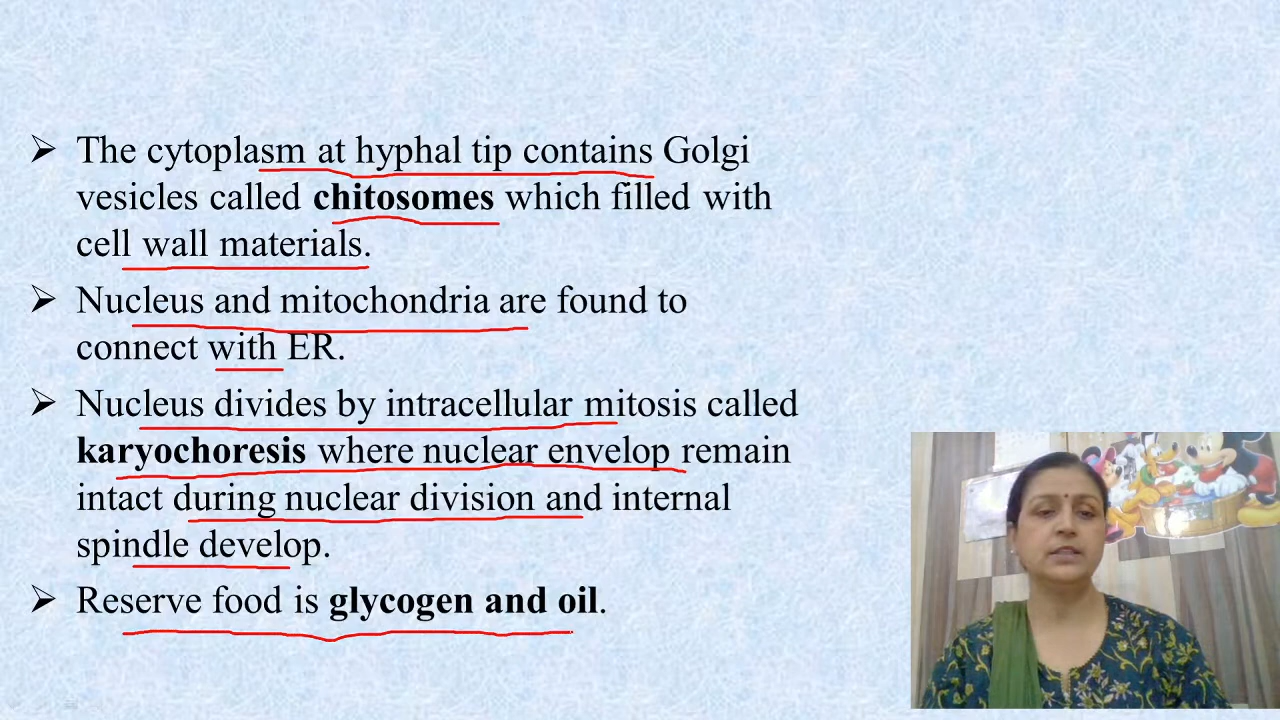 The cytoplasm at hyphal tip contains Golgi
vesicles called chitosomes which filled with
cell wall materials.
Nucleus and mitochondria are found to
connect with ER.
Nucleus divides by intracellular mitosis called
karyochoresis where nuclear envelop remain
intact during nuclear division and internal
spindle develop.
Reserve food is glycogen and oil.